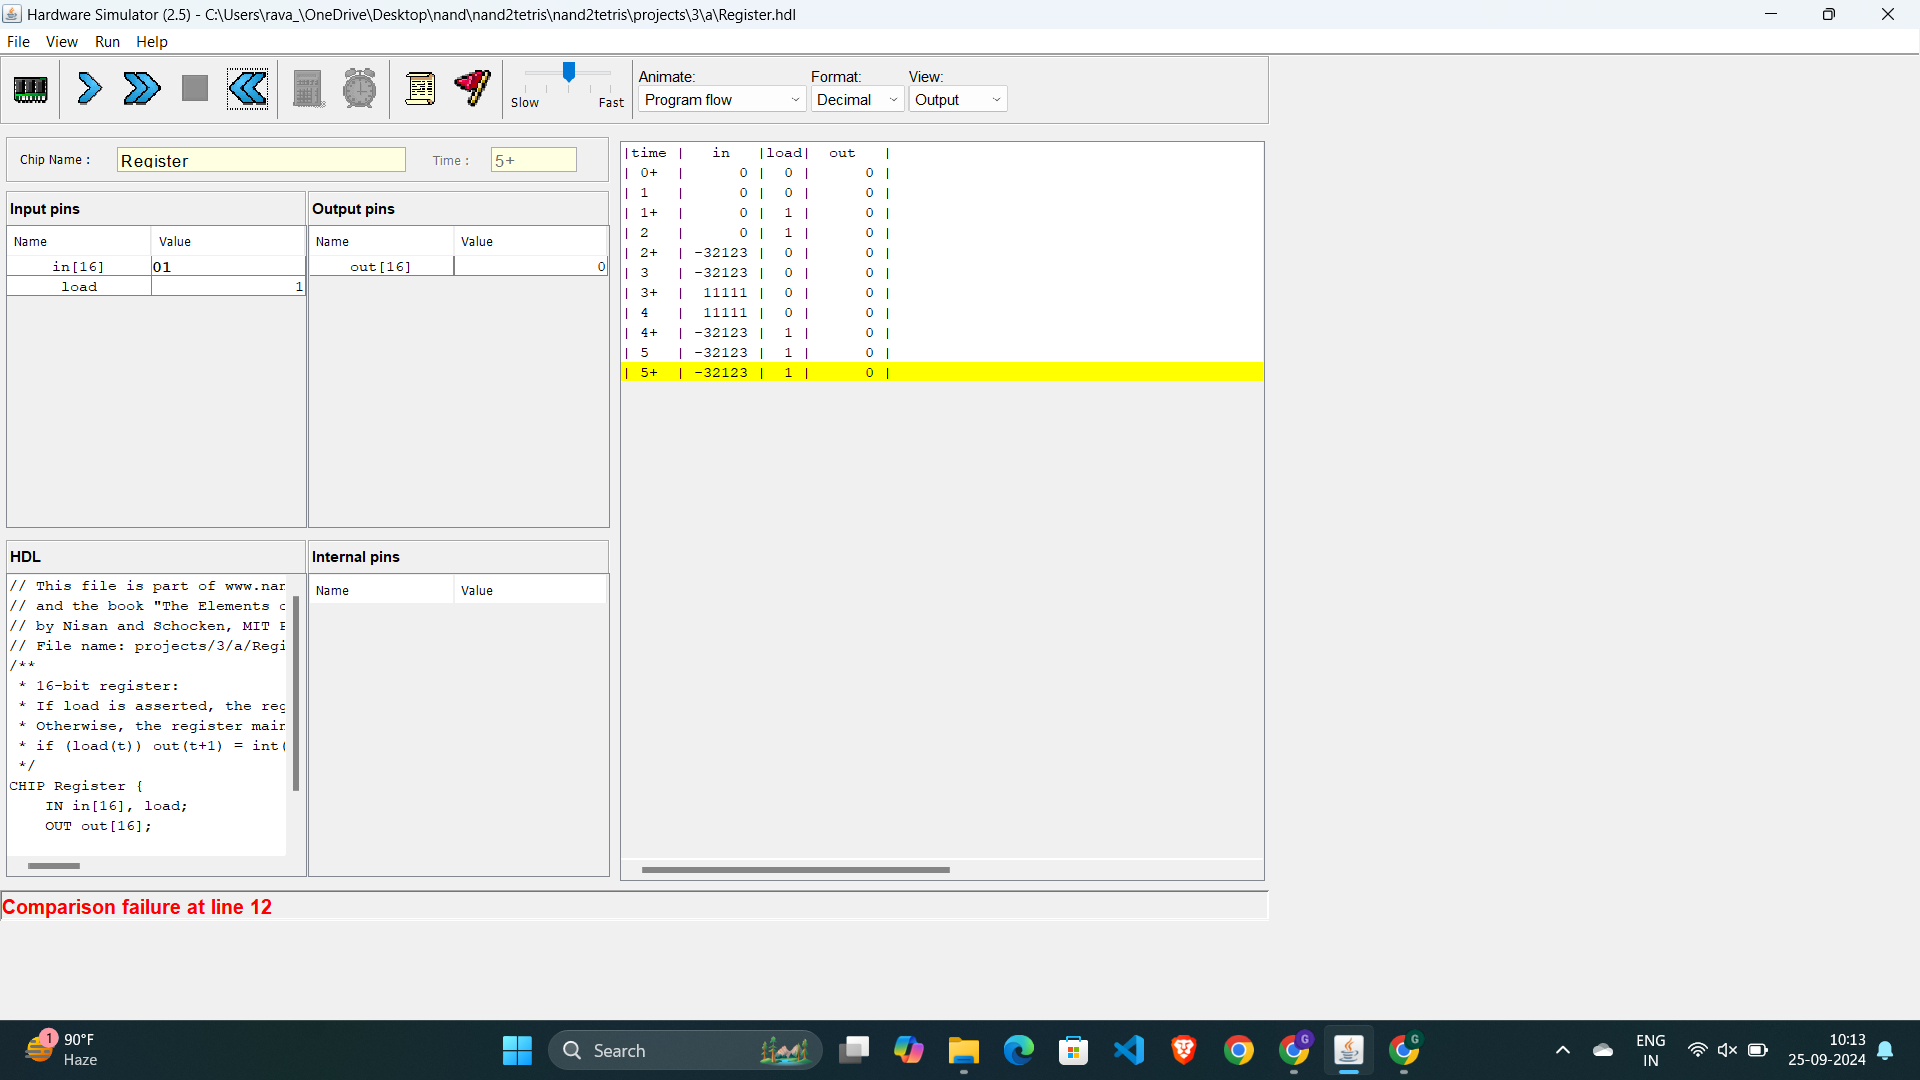 Hardware Simulator (2.5) - C:\Users\rava_\OneDrive\Desktop\nand\nand2tetris\nand2tetris\projects\3\a\Register.hdl
File View Run Help
Slow Fast
Animate: Format: View:
Program flow Decimal Output
Chip Name : Register Time : 5+
Input pins
Name Value
in[16] 01
load 1
Output pins
Name Value
out[16] 0
HDL
// This file is part of www.nan
// and the book "The Elements o
// by Nisan and Schocken, MIT P
// File name: projects/3/a/Regi
/**
* 16-bit register:
* If load is asserted, the reg
* Otherwise, the register main
* if (load(t)) out(t+1) = int(
*/
CHIP Register {
IN in[16], load;
OUT out[16];
Internal pins
Name Value
|time | in |load| out |
| 0+ | 0 | 0 | 0 |
| 1 | 0 | 0 | 0 |
| 1+ | 0 | 1 | 0 |
| 2 | 0 | 1 | 0 |
| 2+ | -32123 | 0 | 0 |
| 3 | -32123 | 0 | 0 |
| 3+ | 11111 | 0 | 0 |
| 4 | 11111 | 0 | 0 |
| 4+ | -32123 | 1 | 0 |
| 5 | -32123 | 1 | 0 |
| 5+ | -32123 | 1 | 0 |
Comparison failure at line 12
1
90°F
Haze
Search
G
G
ENG
IN
10:13
25-09-2024